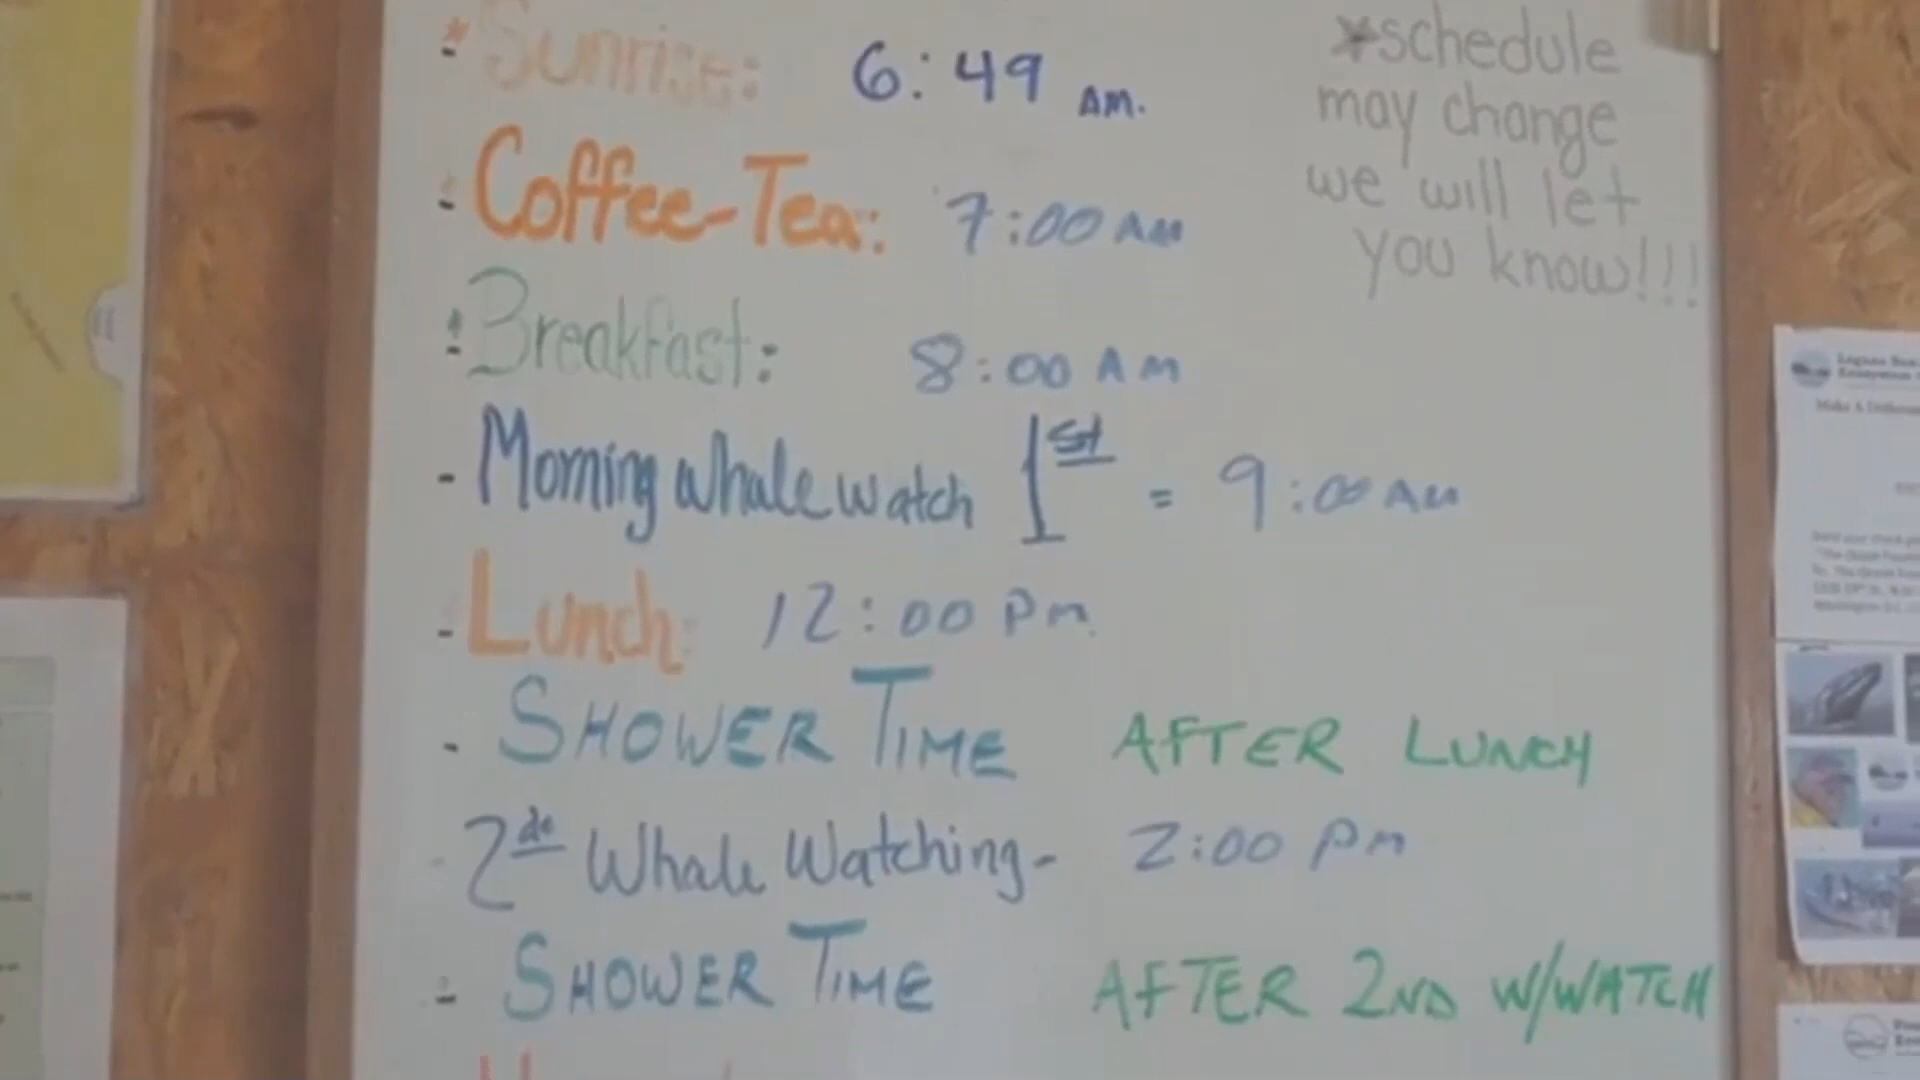 * Sunrise: 6:49 AM.
*schedule
may change
we will let
you know!!!
- Coffee-Tea: 7:00 AM
- Breakfast: 8:00 AM
- Morning whale watch 1st = 9:00 AM
- Lunch: 12:00 Pm
- SHOWER TIME AFTER LUNCH
- 2do Whale Watching- 2:00 Pm
- SHOWER TIME AFTER 2ND W/WATCH